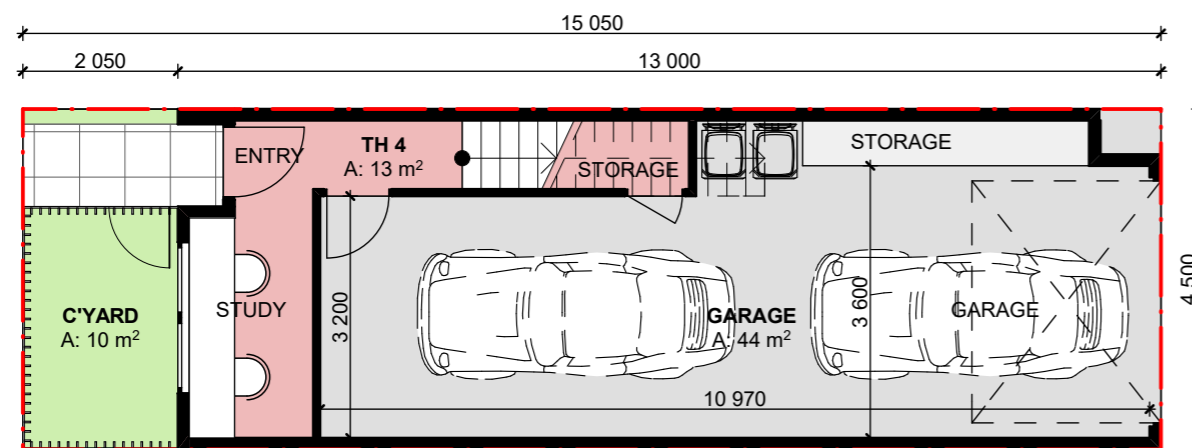 15 050
2 050
13 000
ENTRY
TH 4
A: 13 m²
STORAGE
STORAGE
C'YARD
A: 10 m²
STUDY
3 200
GARAGE
A: 44 m²
3 600
GARAGE
4 500
10 970